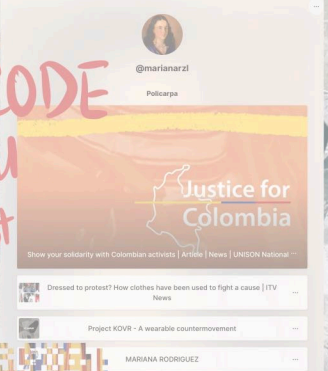 @marianarzl
Policarpa
CODE
U
Justice for
Colombia
Show your solidarity with Colombian activists | Article | News | UNISON National ...
Dressed to protest? How clothes have been used to fight a cause | ITV
News
...
Project KOVR - A wearable countermovement
...
MARIANA RODRIGUEZ
...